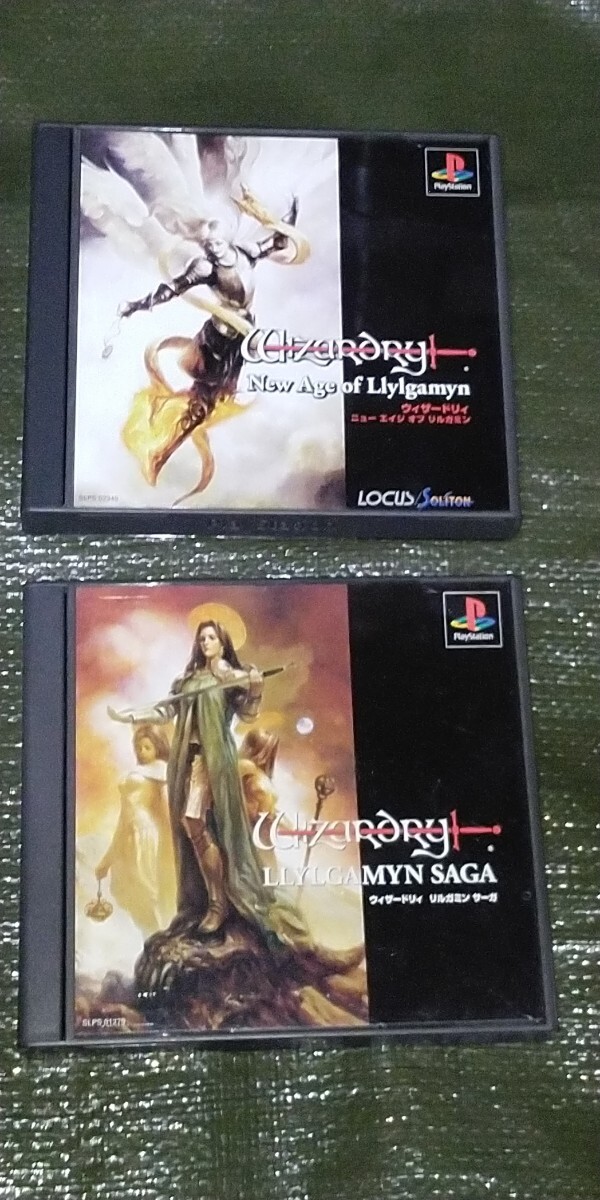 PlayStation
Wizardry
New Age of Llylgamyn
ウィザードリィ
ニュー エイジ オブ リルガミン
LOCUS/SOLITON
PlayStation
Wizardry
LLYLGAMYN SAGA
ウィザードリィ リルガミン サーガ